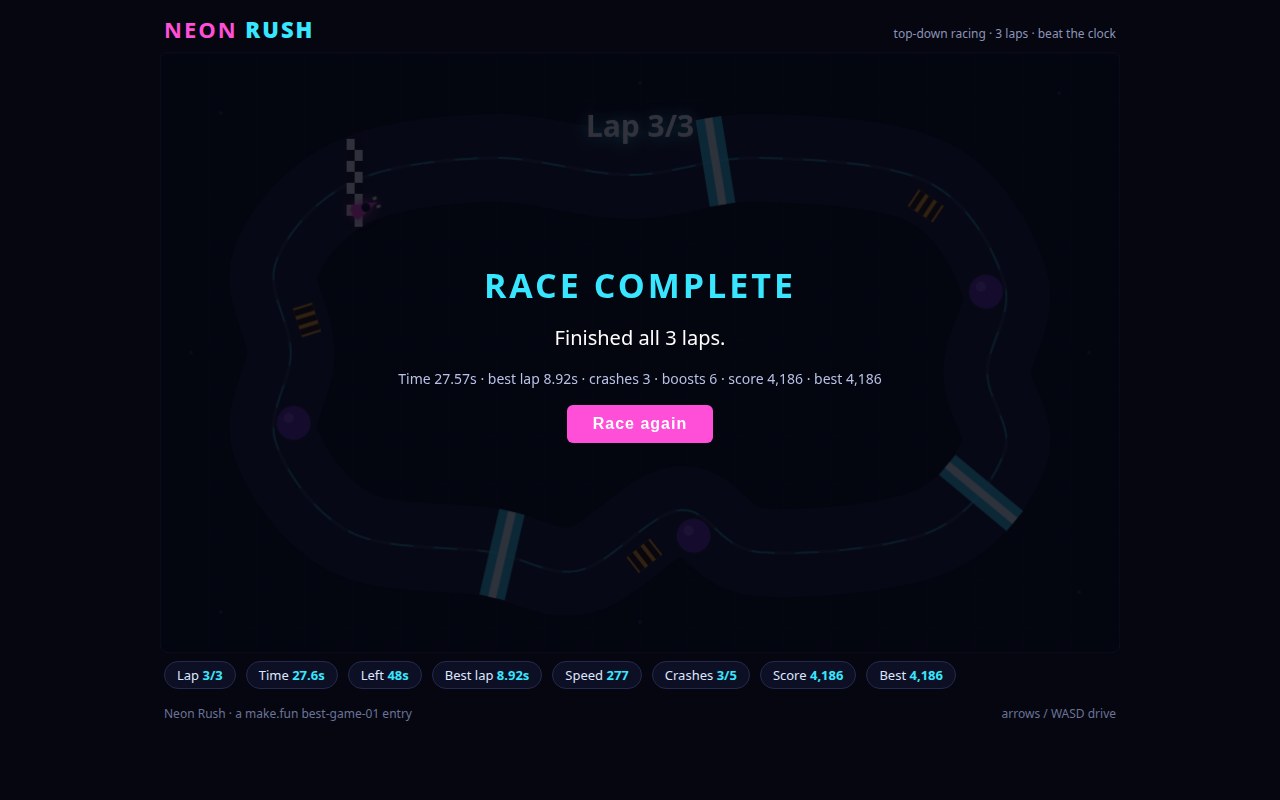 NEON RUSH
top-down racing · 3 laps · beat the clock
Lap 3/3
RACE COMPLETE
Finished all 3 laps.
Time 27.57s · best lap 8.92s · crashes 3 · boosts 6 · score 4,186 · best 4,186
Race again
Lap 3/3 Time 27.6s Left 48s Best lap 8.92s Speed 277 Crashes 3/5 Score 4,186 Best 4,186
Neon Rush · a make.fun best-game-01 entry
arrows / WASD drive